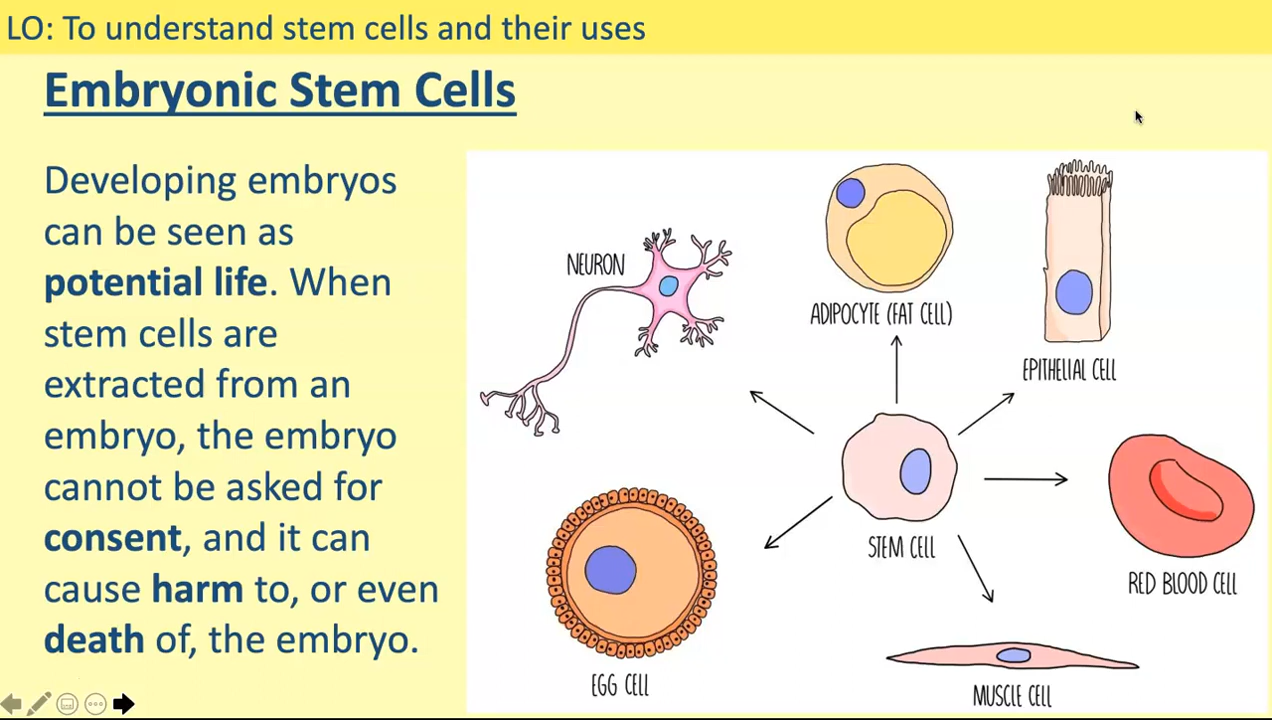 LO: To understand stem cells and their uses
Embryonic Stem Cells
Developing embryos
can be seen as
potential life. When
stem cells are
extracted from an
embryo, the embryo
cannot be asked for
consent, and it can
cause harm to, or even
death of, the embryo.
NEURON
ADIPOCYTE (FAT CELL)
EPITHELIAL CELL
STEM CELL
RED BLOOD CELL
EGG CELL
MUSCLE CELL